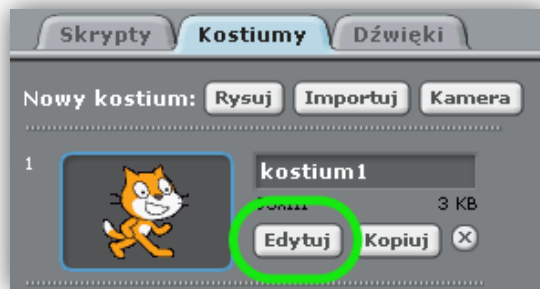 Skrypty Kostiumy Dźwięki
Nowy kostium: Rysuj Importuj Kamera
1
kostium1
3 KB
Edytuj Kopiuj